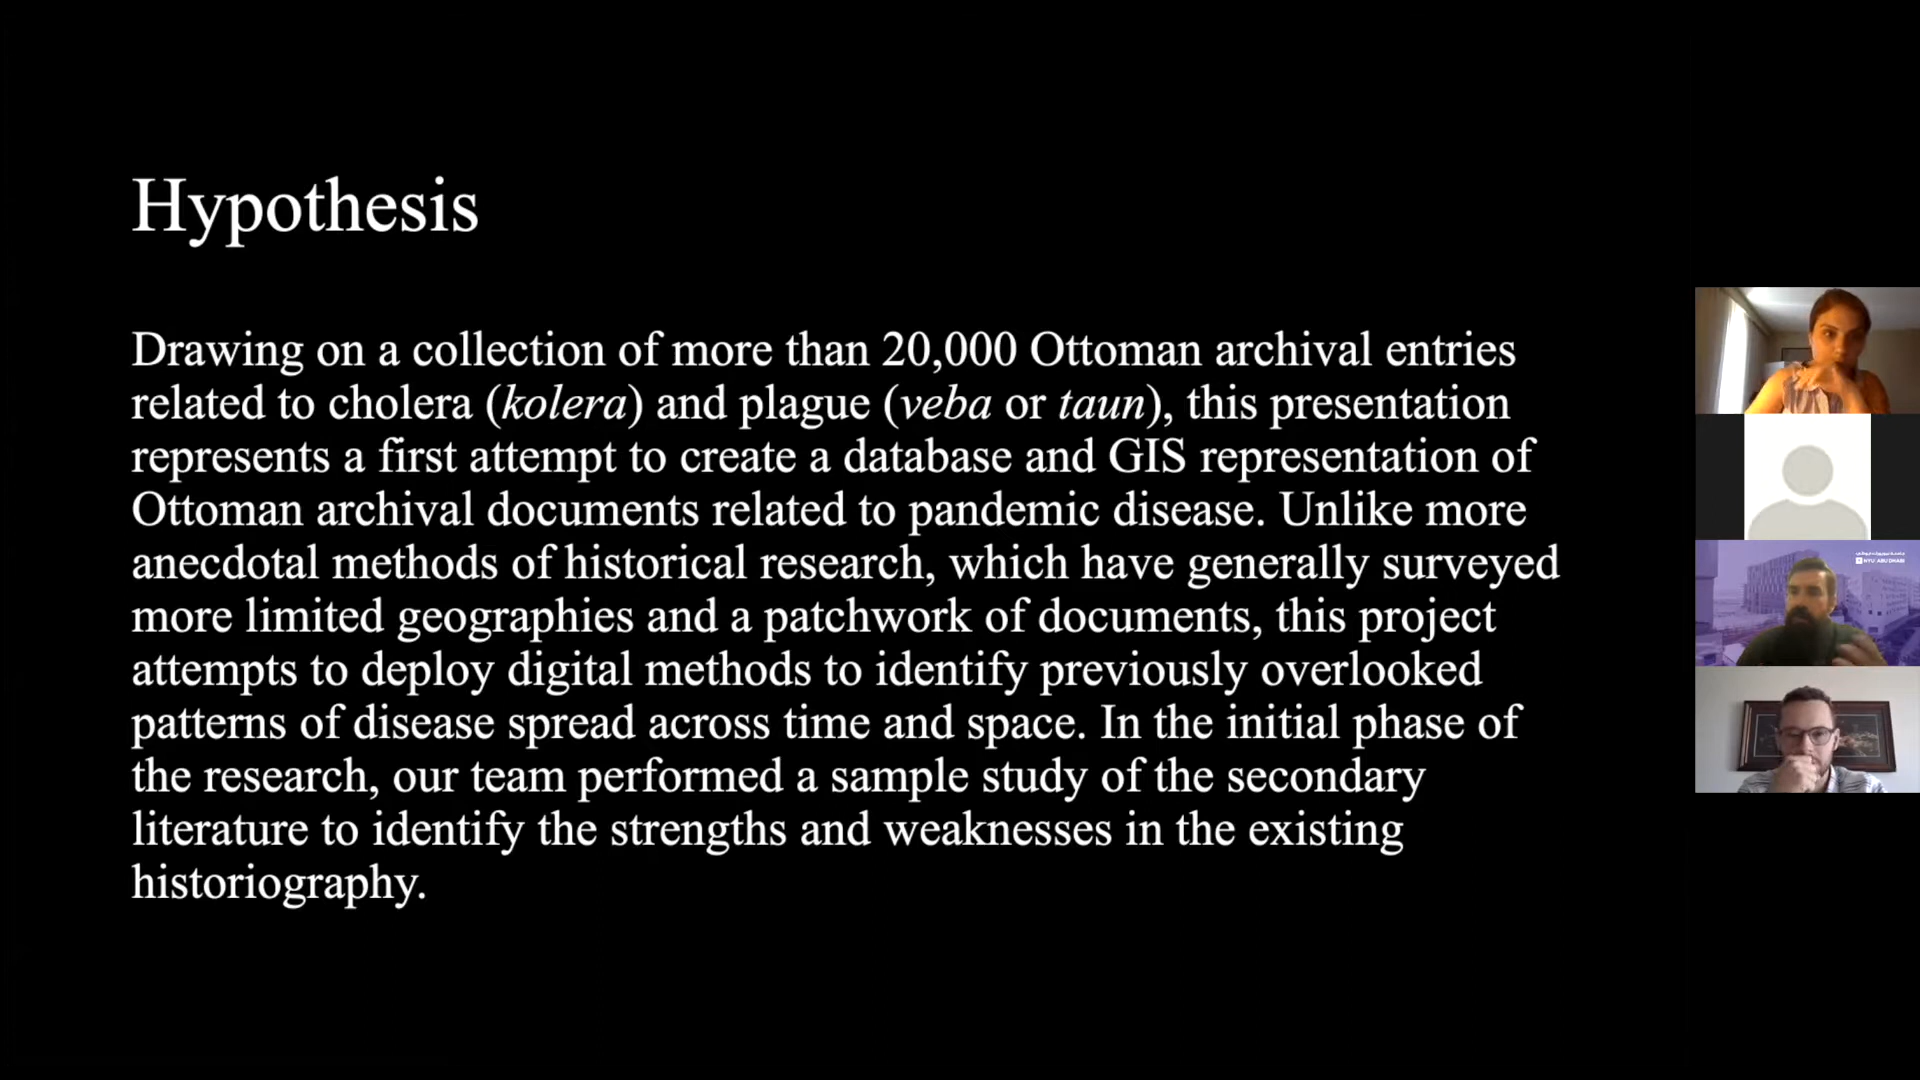 Hypothesis
Drawing on a collection of more than 20,000 Ottoman archival entries
related to cholera (kolera) and plague (veba or taun), this presentation
represents a first attempt to create a database and GIS representation of
Ottoman archival documents related to pandemic disease. Unlike more
anecdotal methods of historical research, which have generally surveyed
more limited geographies and a patchwork of documents, this project
attempts to deploy digital methods to identify previously overlooked
patterns of disease spread across time and space. In the initial phase of
the research, our team performed a sample study of the secondary
literature to identify the strengths and weaknesses in the existing
historiography.
NYU ABU DHABI